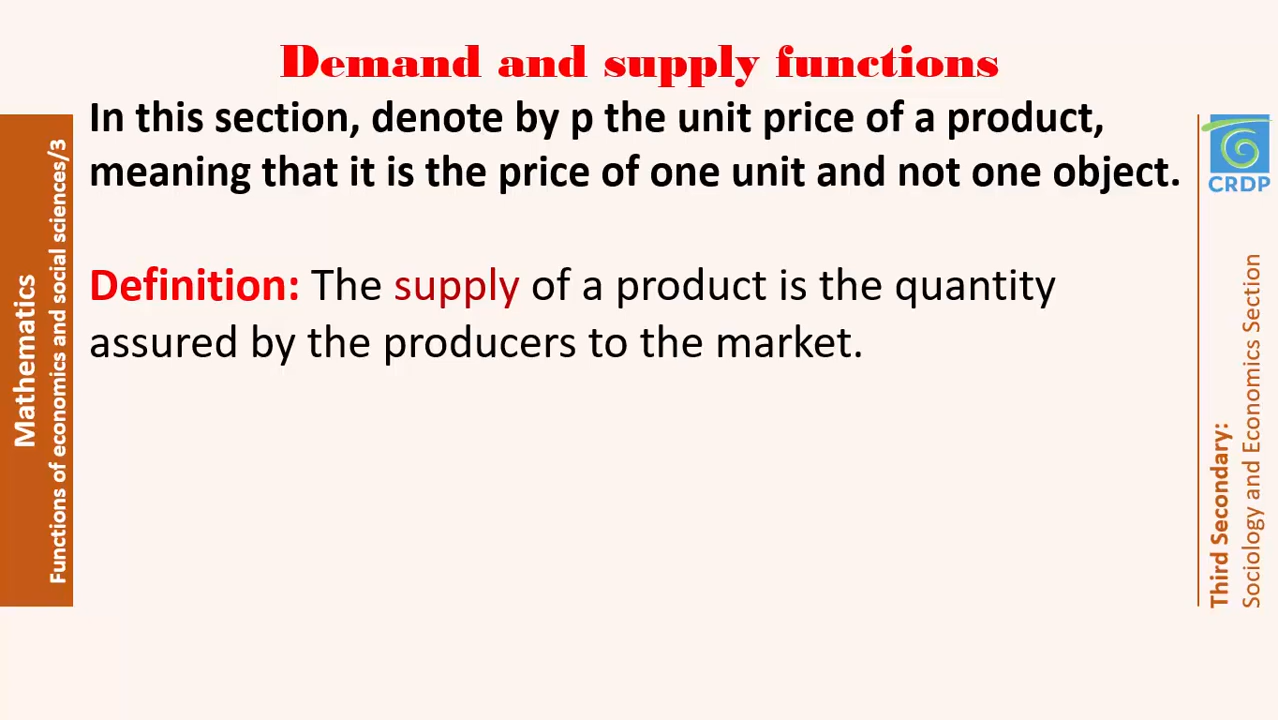 Demand and supply functions
In this section, denote by p the unit price of a product,
meaning that it is the price of one unit and not one object.
Definition: The supply of a product is the quantity
assured by the producers to the market.
Mathematics
Functions of economics and social sciences/3
CRDP
Third Secondary:
Sociology and Economics Section